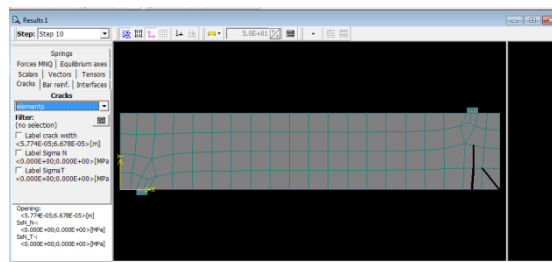 Results 1
Step: Step 10
5.0E+01
Springs
Forces MNQ Equilibrium axes
Scalars Vectors Tensors
Cracks Bar reinf. Interfaces
Cracks
elements
Filter:
(no selection)
Label crack width
<5.774E-05;6.678E-05>[m]
Label Sigma N
<0.000E+00;0.000E+00>[MPa
Label SigmaT
<0.000E+00;0.000E+00>[MPa
Opening:
<5.774E-05;6.678E-05>[m]
SsN_N-:
<0.000E+00;0.000E+00>[MPa]
SsN_T-:
<0.000E+00;0.000E+00>[MPa]
Y
X